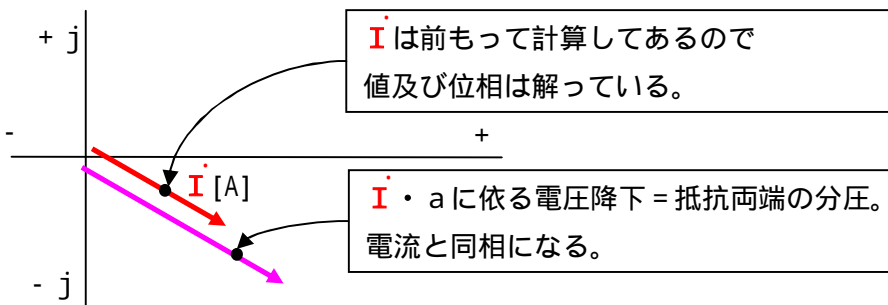 + j
İは前もって計算してあるので
値及び位相は解っている。
-
+
İ[A]
İ・aに依る電圧降下=抵抗両端の分圧。
電流と同相になる。
- j